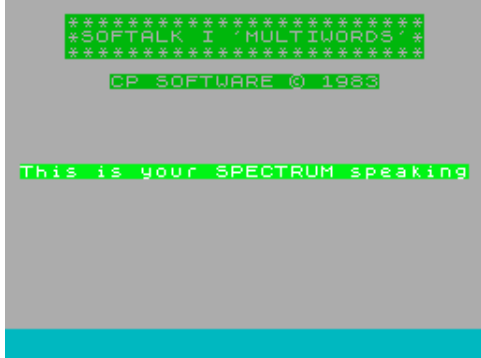 ********************
*SOFTALK I 'MULTIWORDS'*
********************
CP SOFTWARE © 1983
This is your SPECTRUM speaking